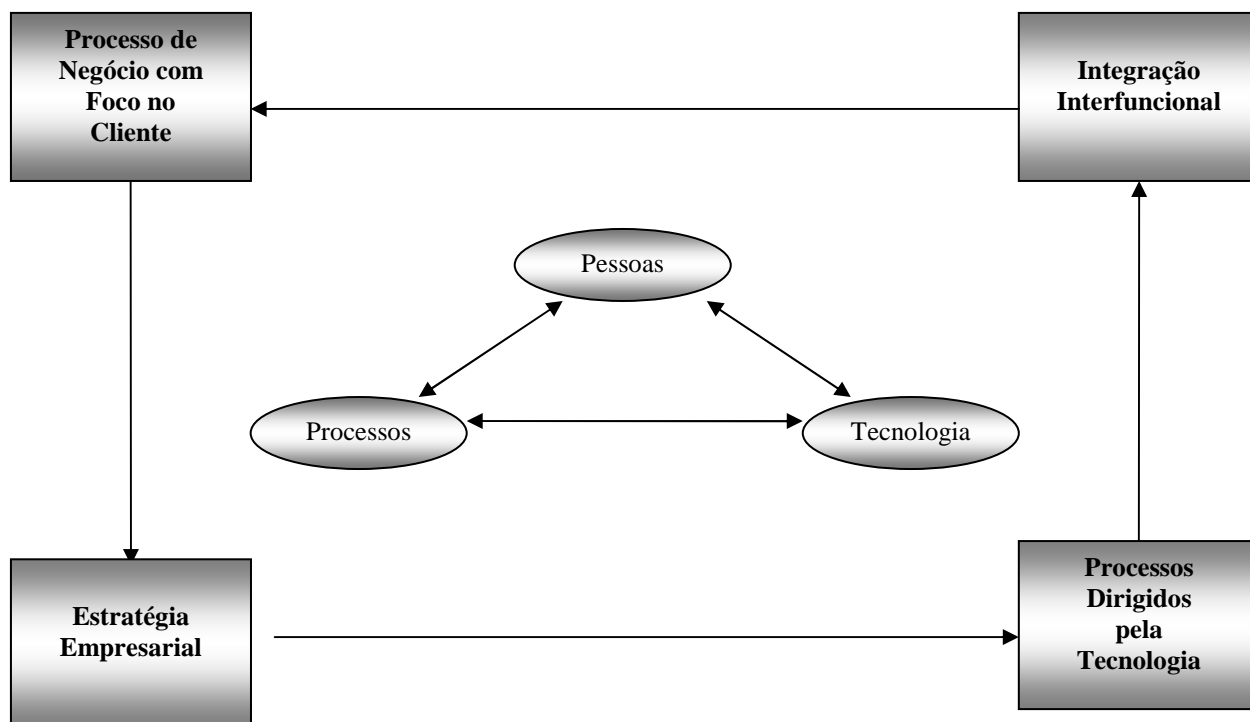 Processo de
Negócio com
Foco no
Cliente
Integração
Interfuncional
Pessoas
Processos
Tecnologia
Estratégia
Empresarial
Processos
Dirigidos
pela
Tecnologia